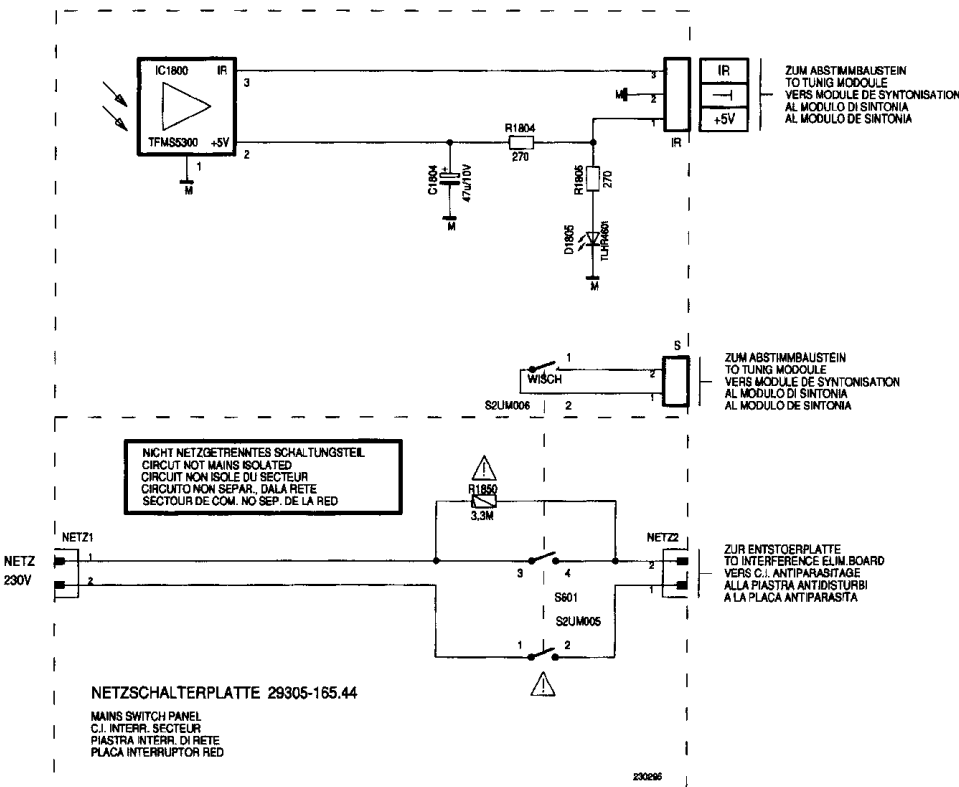 IC1800 IR
3
TFMS5300 +5V
2
1
M
R1804
270
C1804
+
47u/10V
M
R1805
270
D1805
TLHR4601
M
3
M 2
1
IR
IR
+5V
ZUM ABSTIMMBAUSTEIN
TO TUNIG MODOULE
VERS MODULE DE SYNTONISATION
AL MODULO DI SINTONIA
AL MODULO DE SINTONIA
S
1
2
WISCH
1
S2UM006 2
ZUM ABSTIMMBAUSTEIN
TO TUNIG MODOULE
VERS MODULE DE SYNTONISATION
AL MODULO DI SINTONIA
AL MODULO DE SINTONIA
NICHT NETZGETRENNTES SCHALTUNGSTEIL
CIRCUT NOT MAINS ISOLATED
CIRCUIT NON ISOLE DU SECTEUR
CIRCUITO NON SEPAR., DALA RETE
SECTOUR DE COM. NO SEP. DE LA RED
R1850
3,3M
NETZ1
NETZ
230V
1
2
3 4
S601
S2UM005
1 2
NETZ2
2
1
ZUR ENTSTOERPLATTE
TO INTERFERENCE ELIM.BOARD
VERS C.I. ANTIPARASITAGE
ALLA PIASTRA ANTIDISTURBI
A LA PLACA ANTIPARASITA
NETZSCHALTERPLATTE 29305-165.44
MAINS SWITCH PANEL
C.I. INTERR. SECTEUR
PIASTRA INTERR. DI RETE
PLACA INTERRUPTOR RED
230296